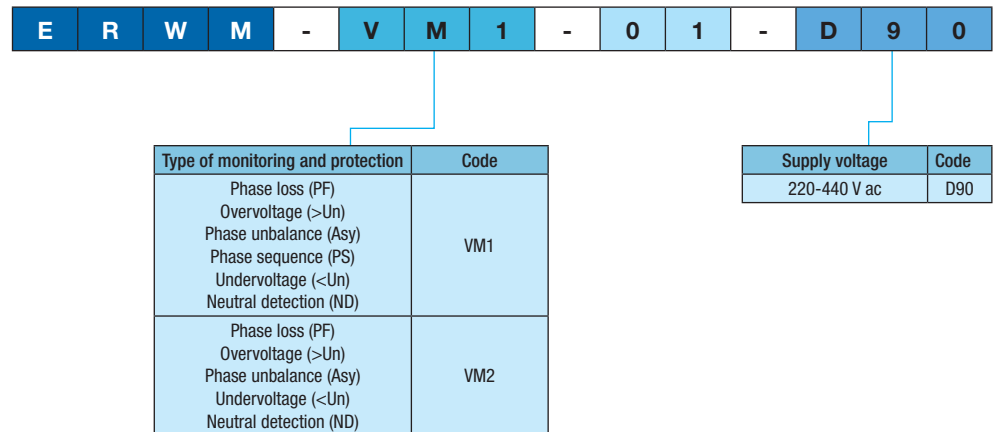 E R W M - V M 1 - 0 1 - D 9 0
Type of monitoring and protection Code
Phase loss (PF)
Overvoltage (>Un)
Phase unbalance (Asy)
Phase sequence (PS)
Undervoltage (<Un)
Neutral detection (ND)
VM1
Phase loss (PF)
Overvoltage (>Un)
Phase unbalance (Asy)
Undervoltage (<Un)
Neutral detection (ND)
VM2
Supply voltage Code
220-440 V ac D90